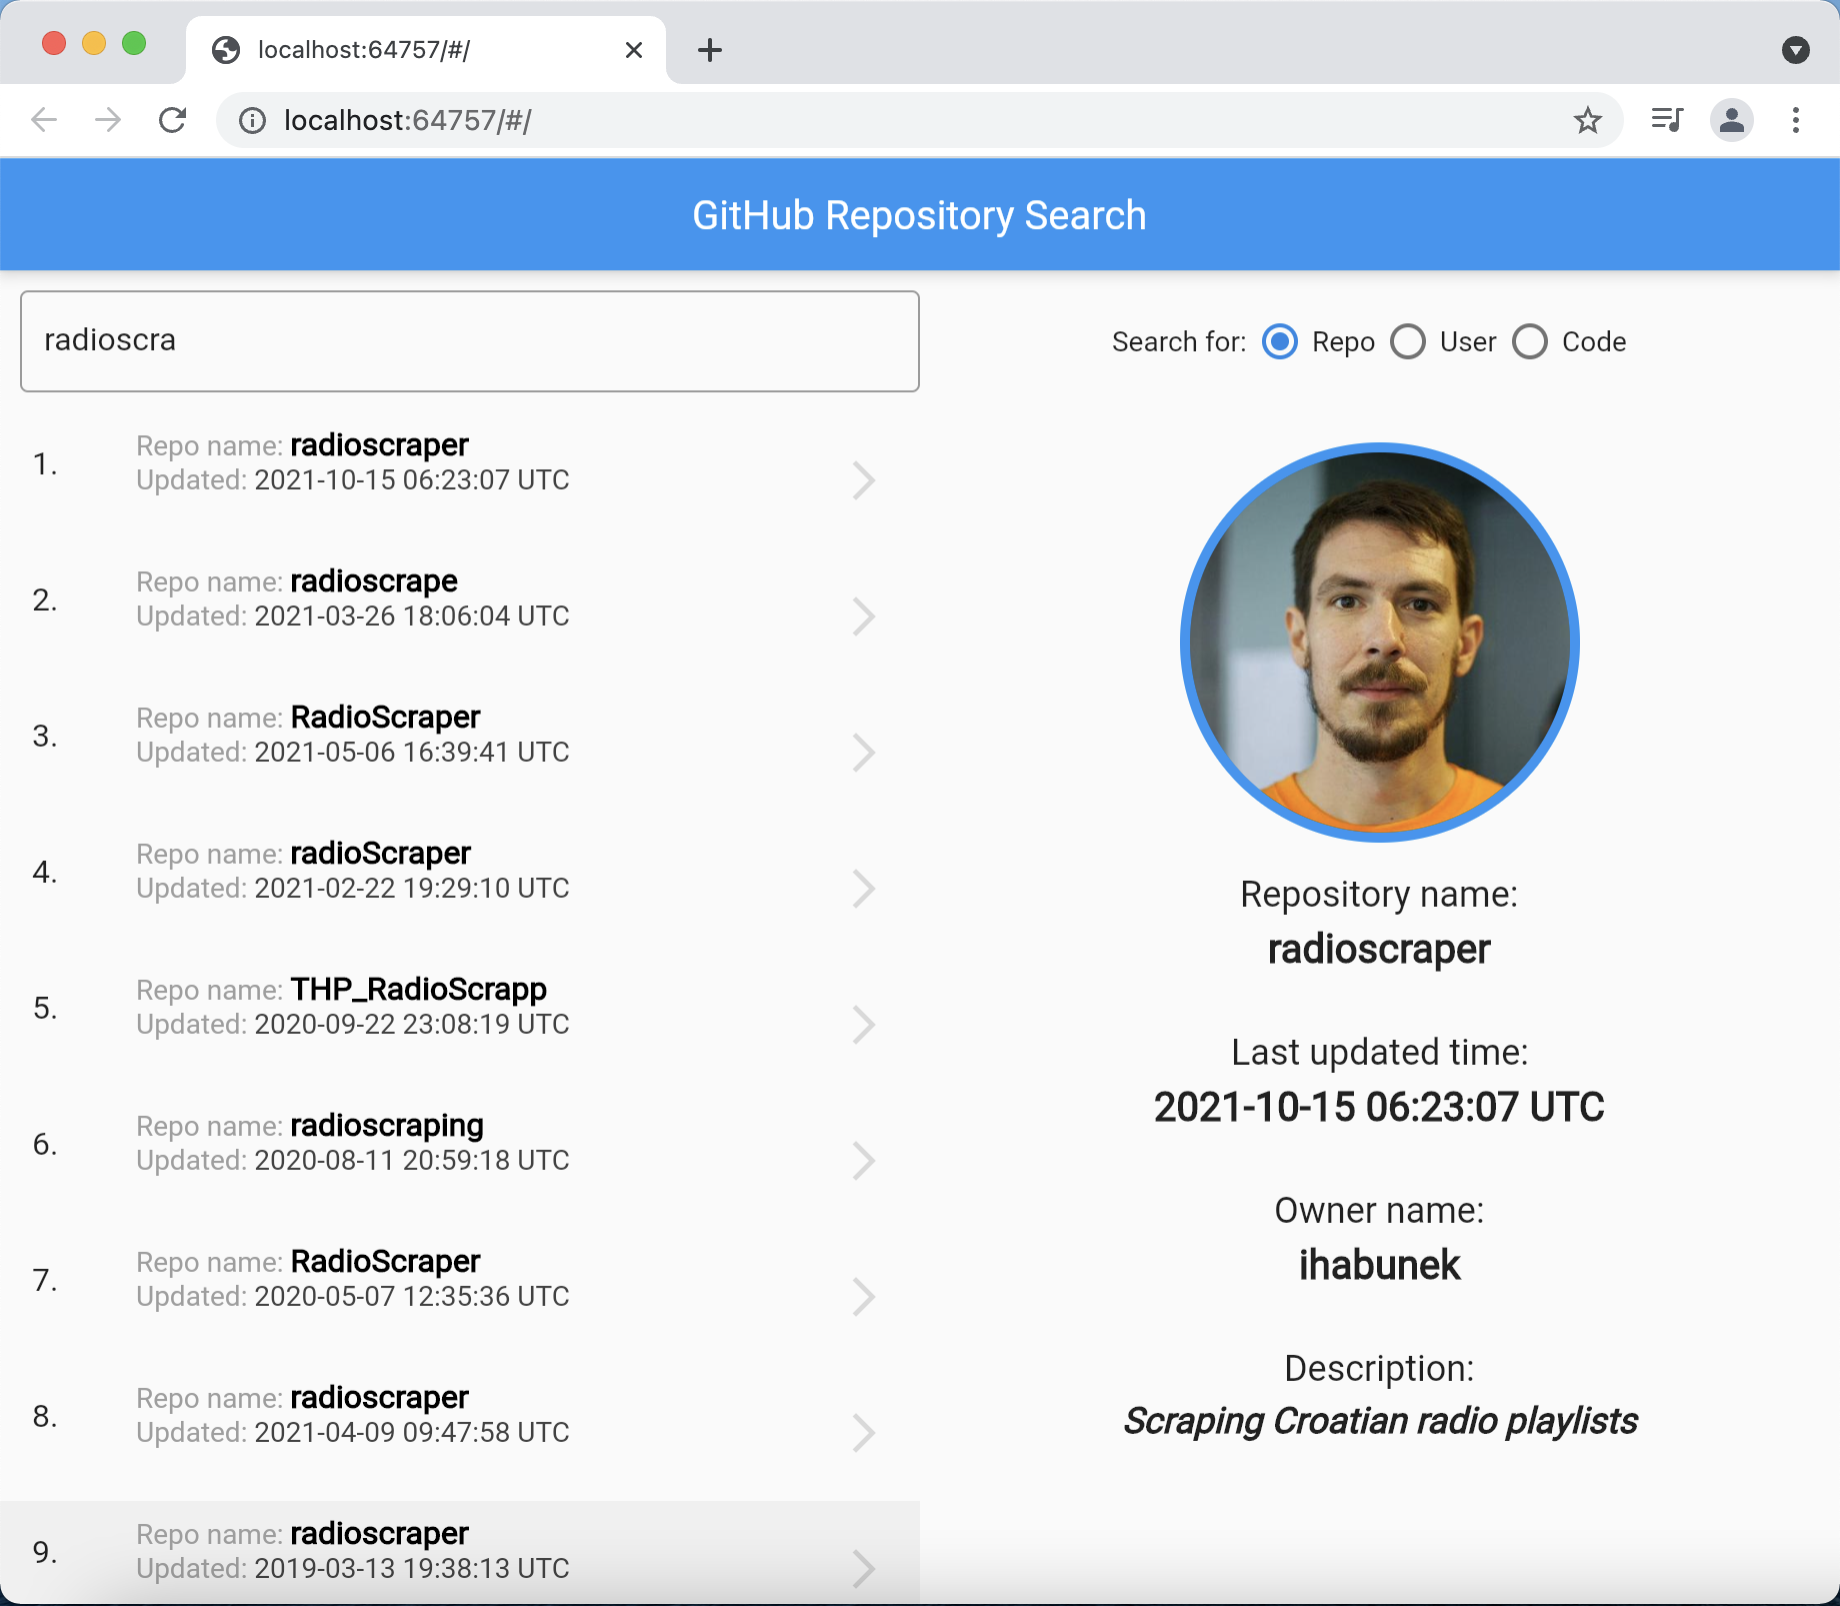 localhost:64757/#/
localhost:64757/#/
GitHub Repository Search
radioscra
Search for: Repo User Code
1.
Repo name: radioscraper
Updated: 2021-10-15 06:23:07 UTC
2.
Repo name: radioscrape
Updated: 2021-03-26 18:06:04 UTC
3.
Repo name: RadioScraper
Updated: 2021-05-06 16:39:41 UTC
4.
Repo name: radioScraper
Updated: 2021-02-22 19:29:10 UTC
5.
Repo name: THP_RadioScrapp
Updated: 2020-09-22 23:08:19 UTC
6.
Repo name: radioscraping
Updated: 2020-08-11 20:59:18 UTC
7.
Repo name: RadioScraper
Updated: 2020-05-07 12:35:36 UTC
8.
Repo name: radioscraper
Updated: 2021-04-09 09:47:58 UTC
9.
Repo name: radioscraper
Updated: 2019-03-13 19:38:13 UTC
Repository name:
radioscraper
Last updated time:
2021-10-15 06:23:07 UTC
Owner name:
ihabunek
Description:
Scraping Croatian radio playlists